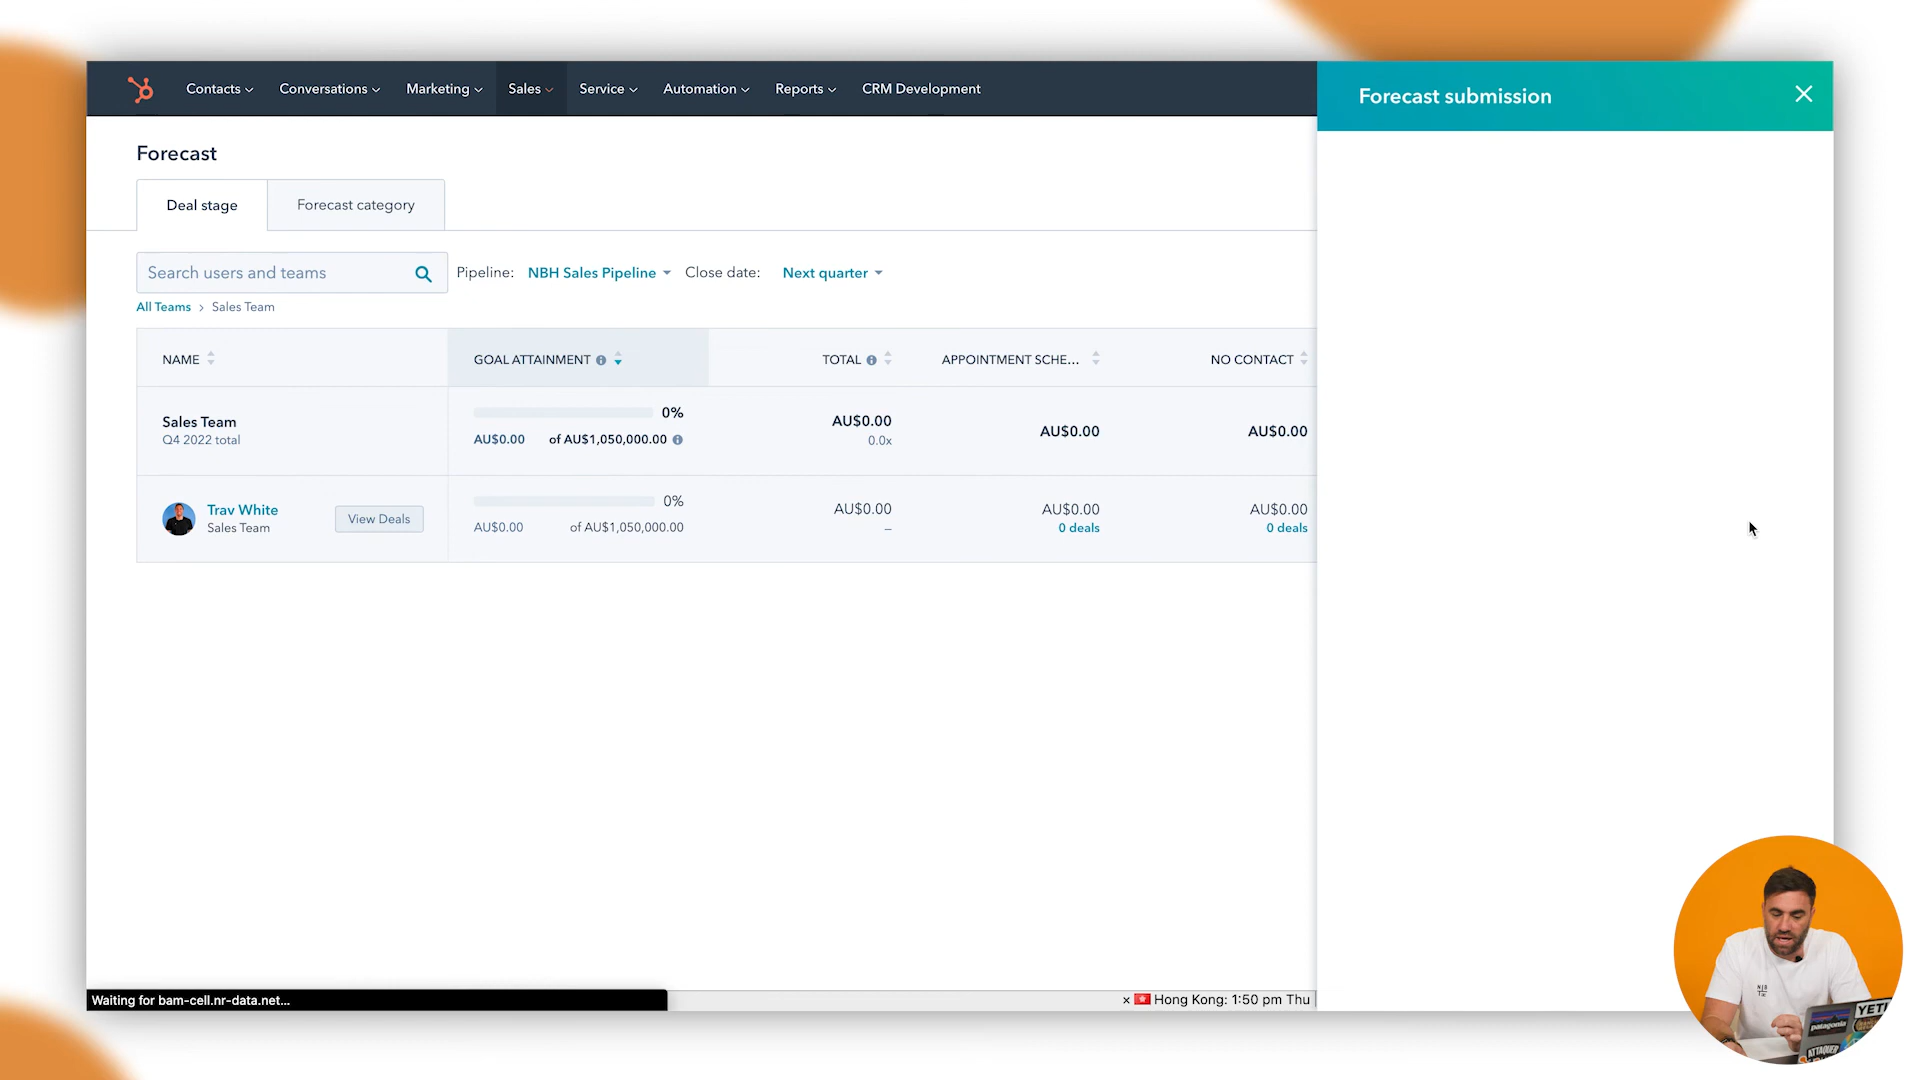 Contacts Conversations Marketing Sales Service Automation Reports CRM Development
Forecast submission
Forecast
Deal stage Forecast category
Search users and teams Pipeline: NBH Sales Pipeline Close date: Next quarter
All Teams > Sales Team
NAME GOAL ATTAINMENT TOTAL APPOINTMENT SCHE... NO CONTACT
Sales Team 0% AU$0.00 AU$0.00 AU$0.00
Q4 2022 total AU$0.00 of AU$1,050,000.00 0.0x
Trav White View Deals 0% AU$0.00 AU$0.00 AU$0.00
Sales Team AU$0.00 of AU$1,050,000.00 – 0 deals 0 deals
Waiting for bam-cell.nr-data.net...
× Hong Kong: 1:50 pm Thu
YETI
patagonia
ATTAQUER